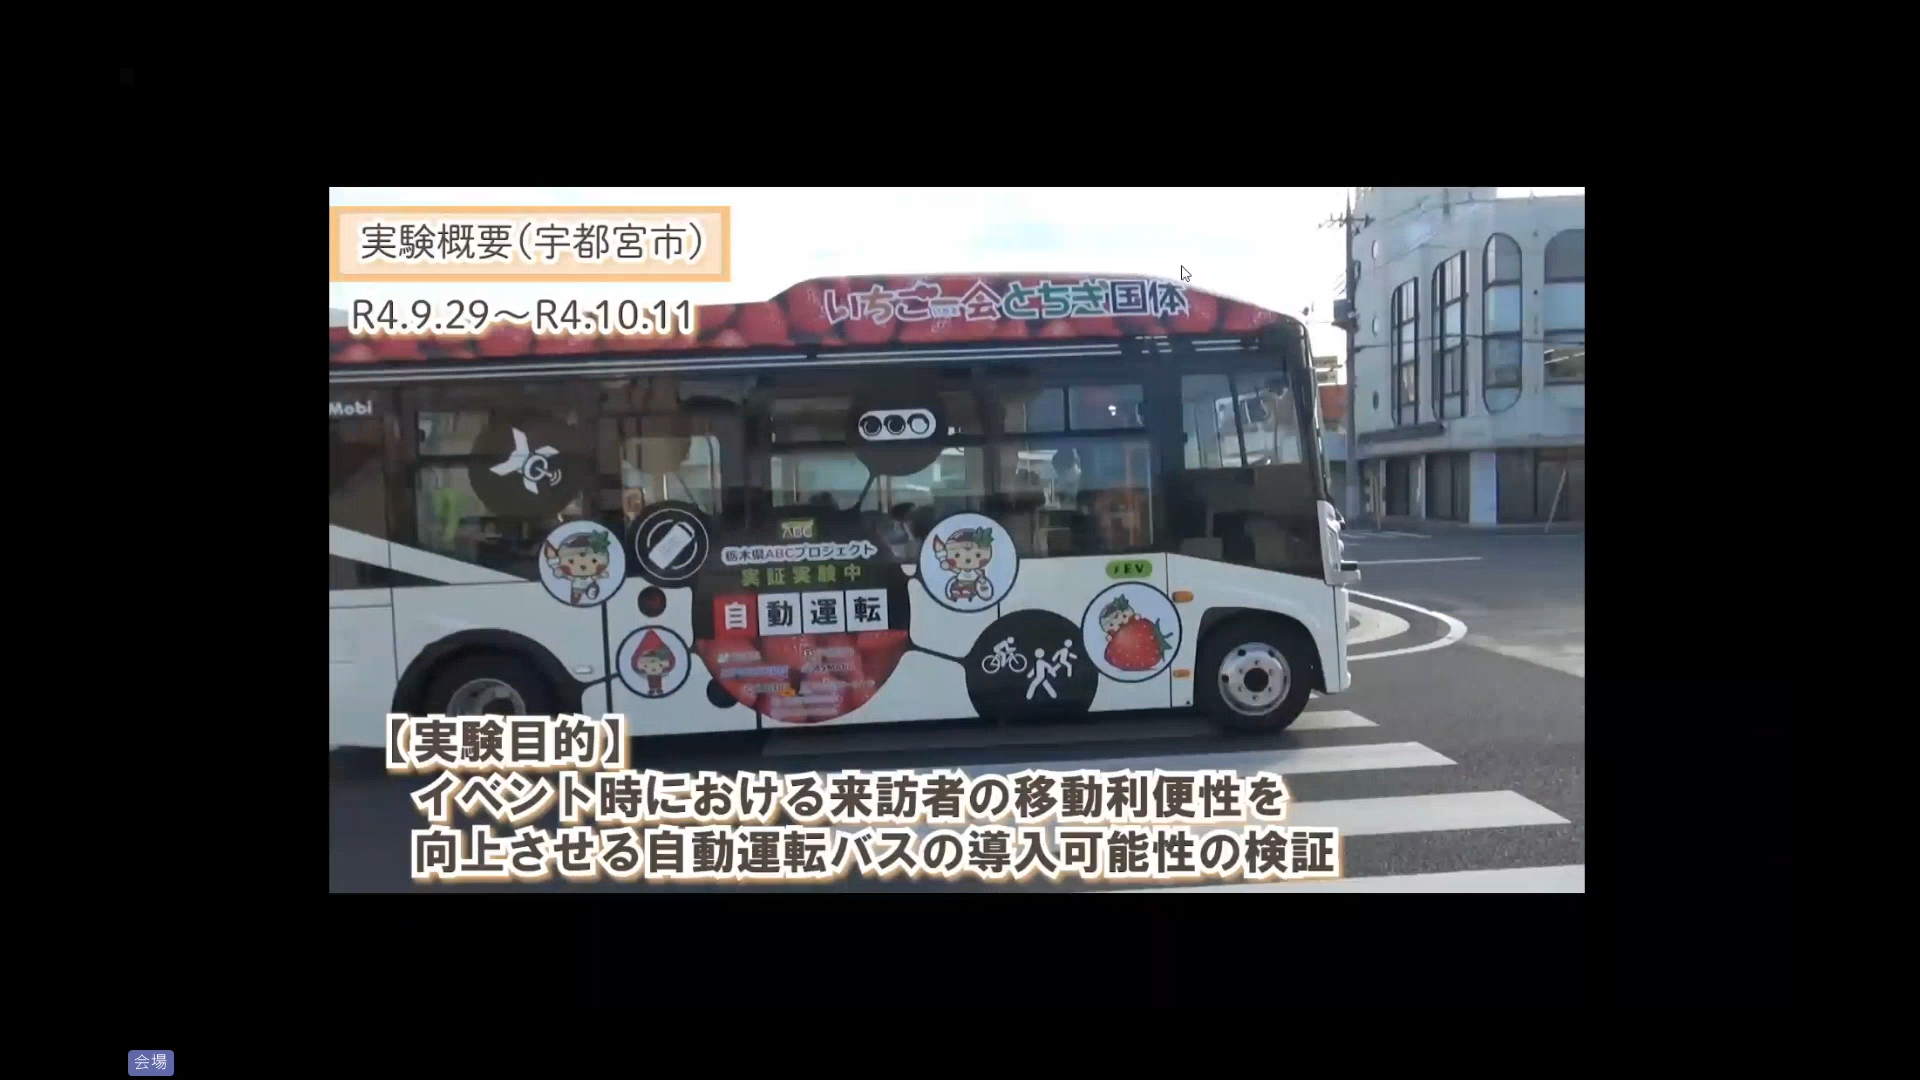 実験概要(宇都宮市)
R4.9.29～R4.10.11
いちご一会とちぎ国体
Mobi
ABC
栃木県ABCプロジェクト
実証実験中
自動運転
EV
【実験目的】
イベント時における来訪者の移動利便性を
向上させる自動運転バスの導入可能性の検証
会場